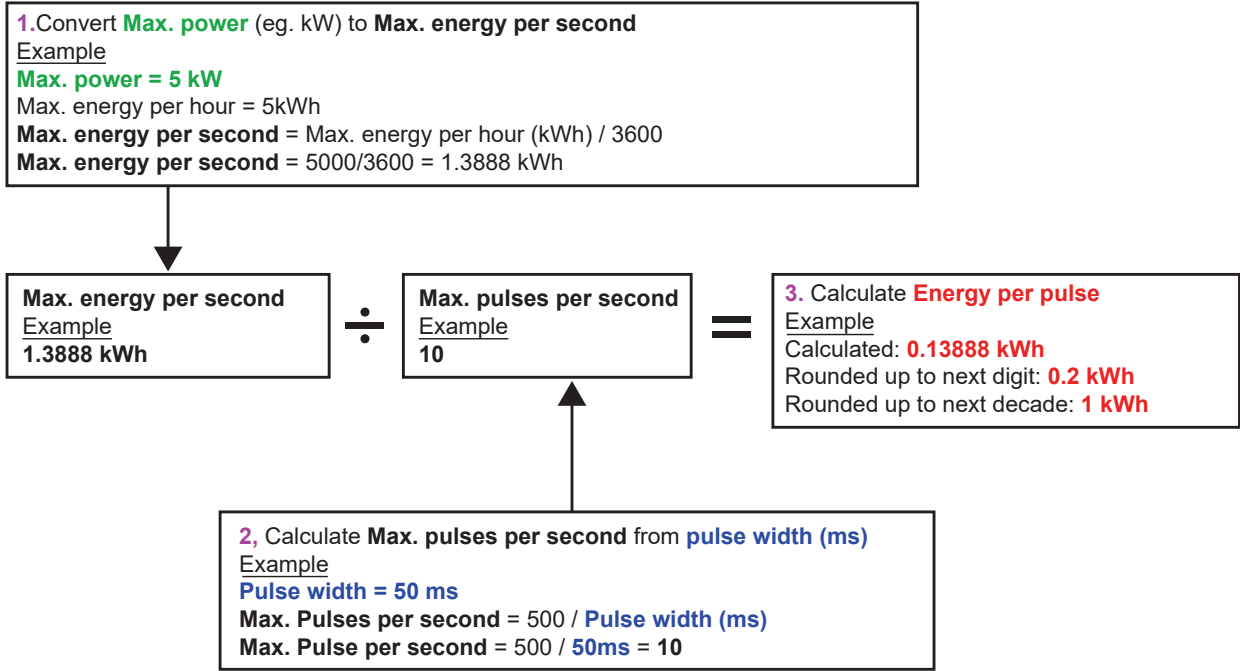 1.Convert Max. power (eg. kW) to Max. energy per second
Example
Max. power = 5 kW
Max. energy per hour = 5kWh
Max. energy per second = Max. energy per hour (kWh) / 3600
Max. energy per second = 5000/3600 = 1.3888 kWh
Max. energy per second
Example
1.3888 kWh
÷
Max. pulses per second
Example
10
=
3. Calculate Energy per pulse
Example
Calculated: 0.13888 kWh
Rounded up to next digit: 0.2 kWh
Rounded up to next decade: 1 kWh
2, Calculate Max. pulses per second from pulse width (ms)
Example
Pulse width = 50 ms
Max. Pulses per second = 500 / Pulse width (ms)
Max. Pulse per second = 500 / 50ms = 10